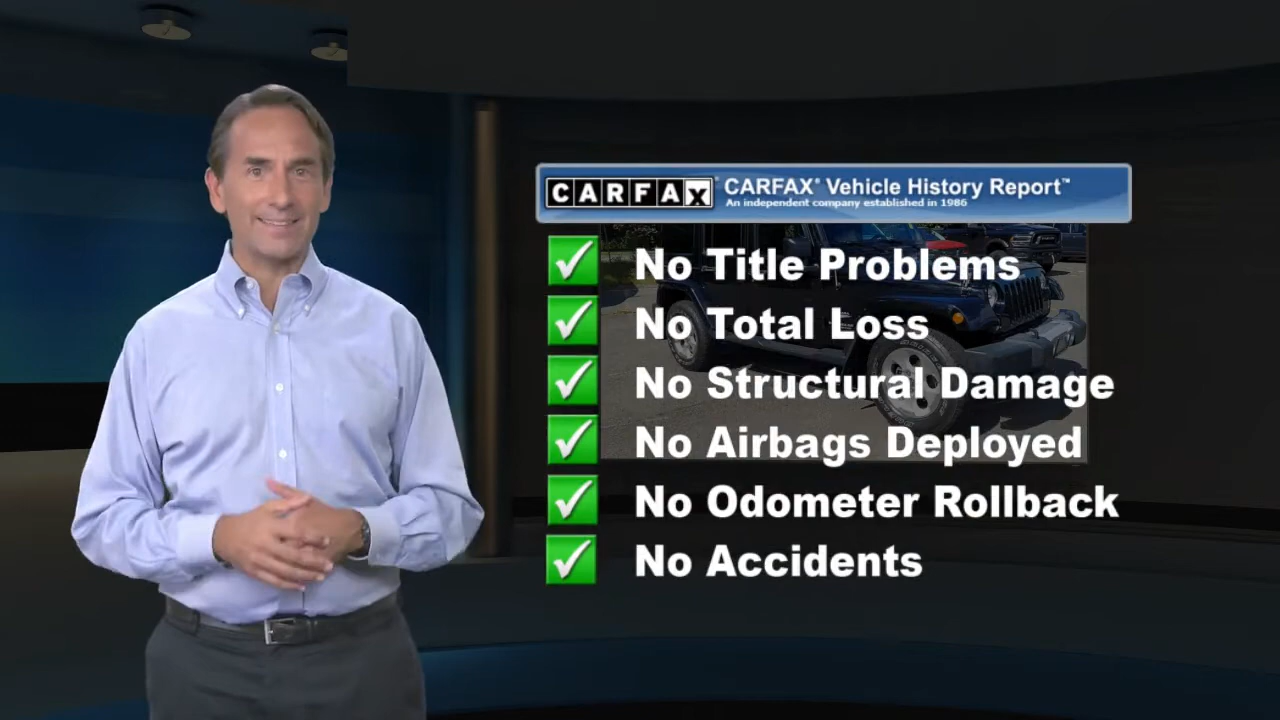 CARFAX
CARFAX® Vehicle History Report™
An independent company established in 1986
No Title Problems
No Total Loss
No Structural Damage
No Airbags Deployed
No Odometer Rollback
No Accidents